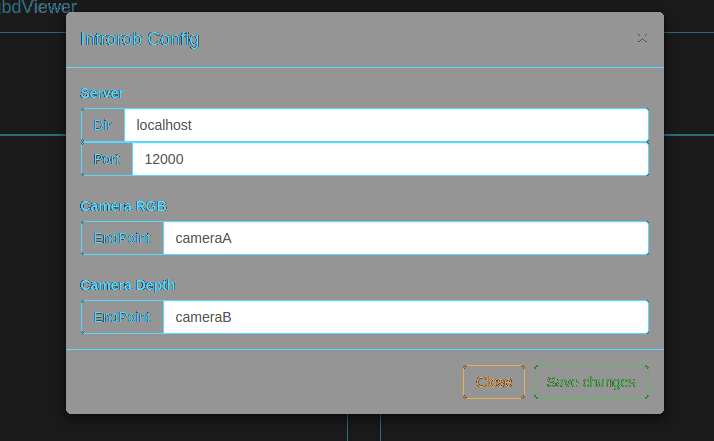 bdViewer
Introrob Config ×
Server
Dir localhost
Port 12000
Camera RGB
EndPoint cameraA
Camera Depth
EndPoint cameraB
Close Save changes